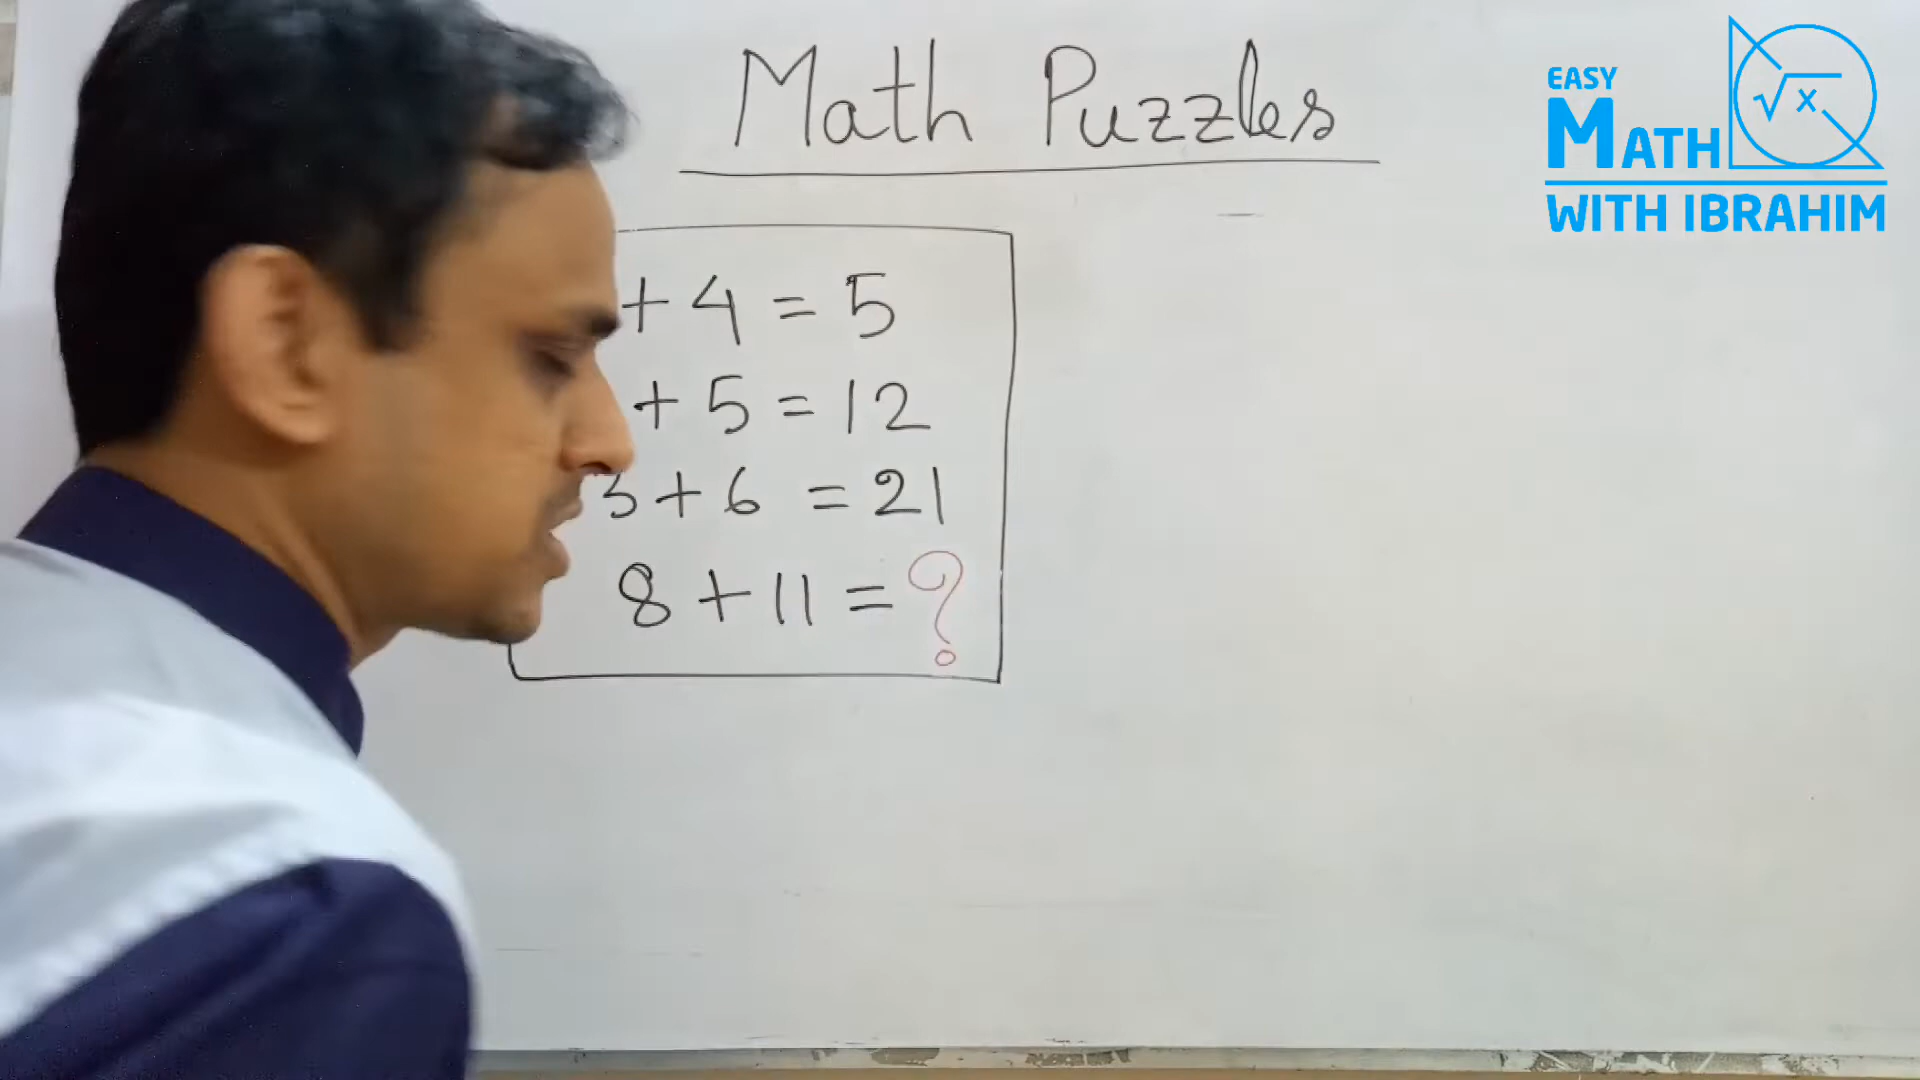 Math Puzzles
EASY
MATH
√x
WITH IBRAHIM
+ 4 = 5
+ 5 = 12
3 + 6 = 21
8 + 11 = ?